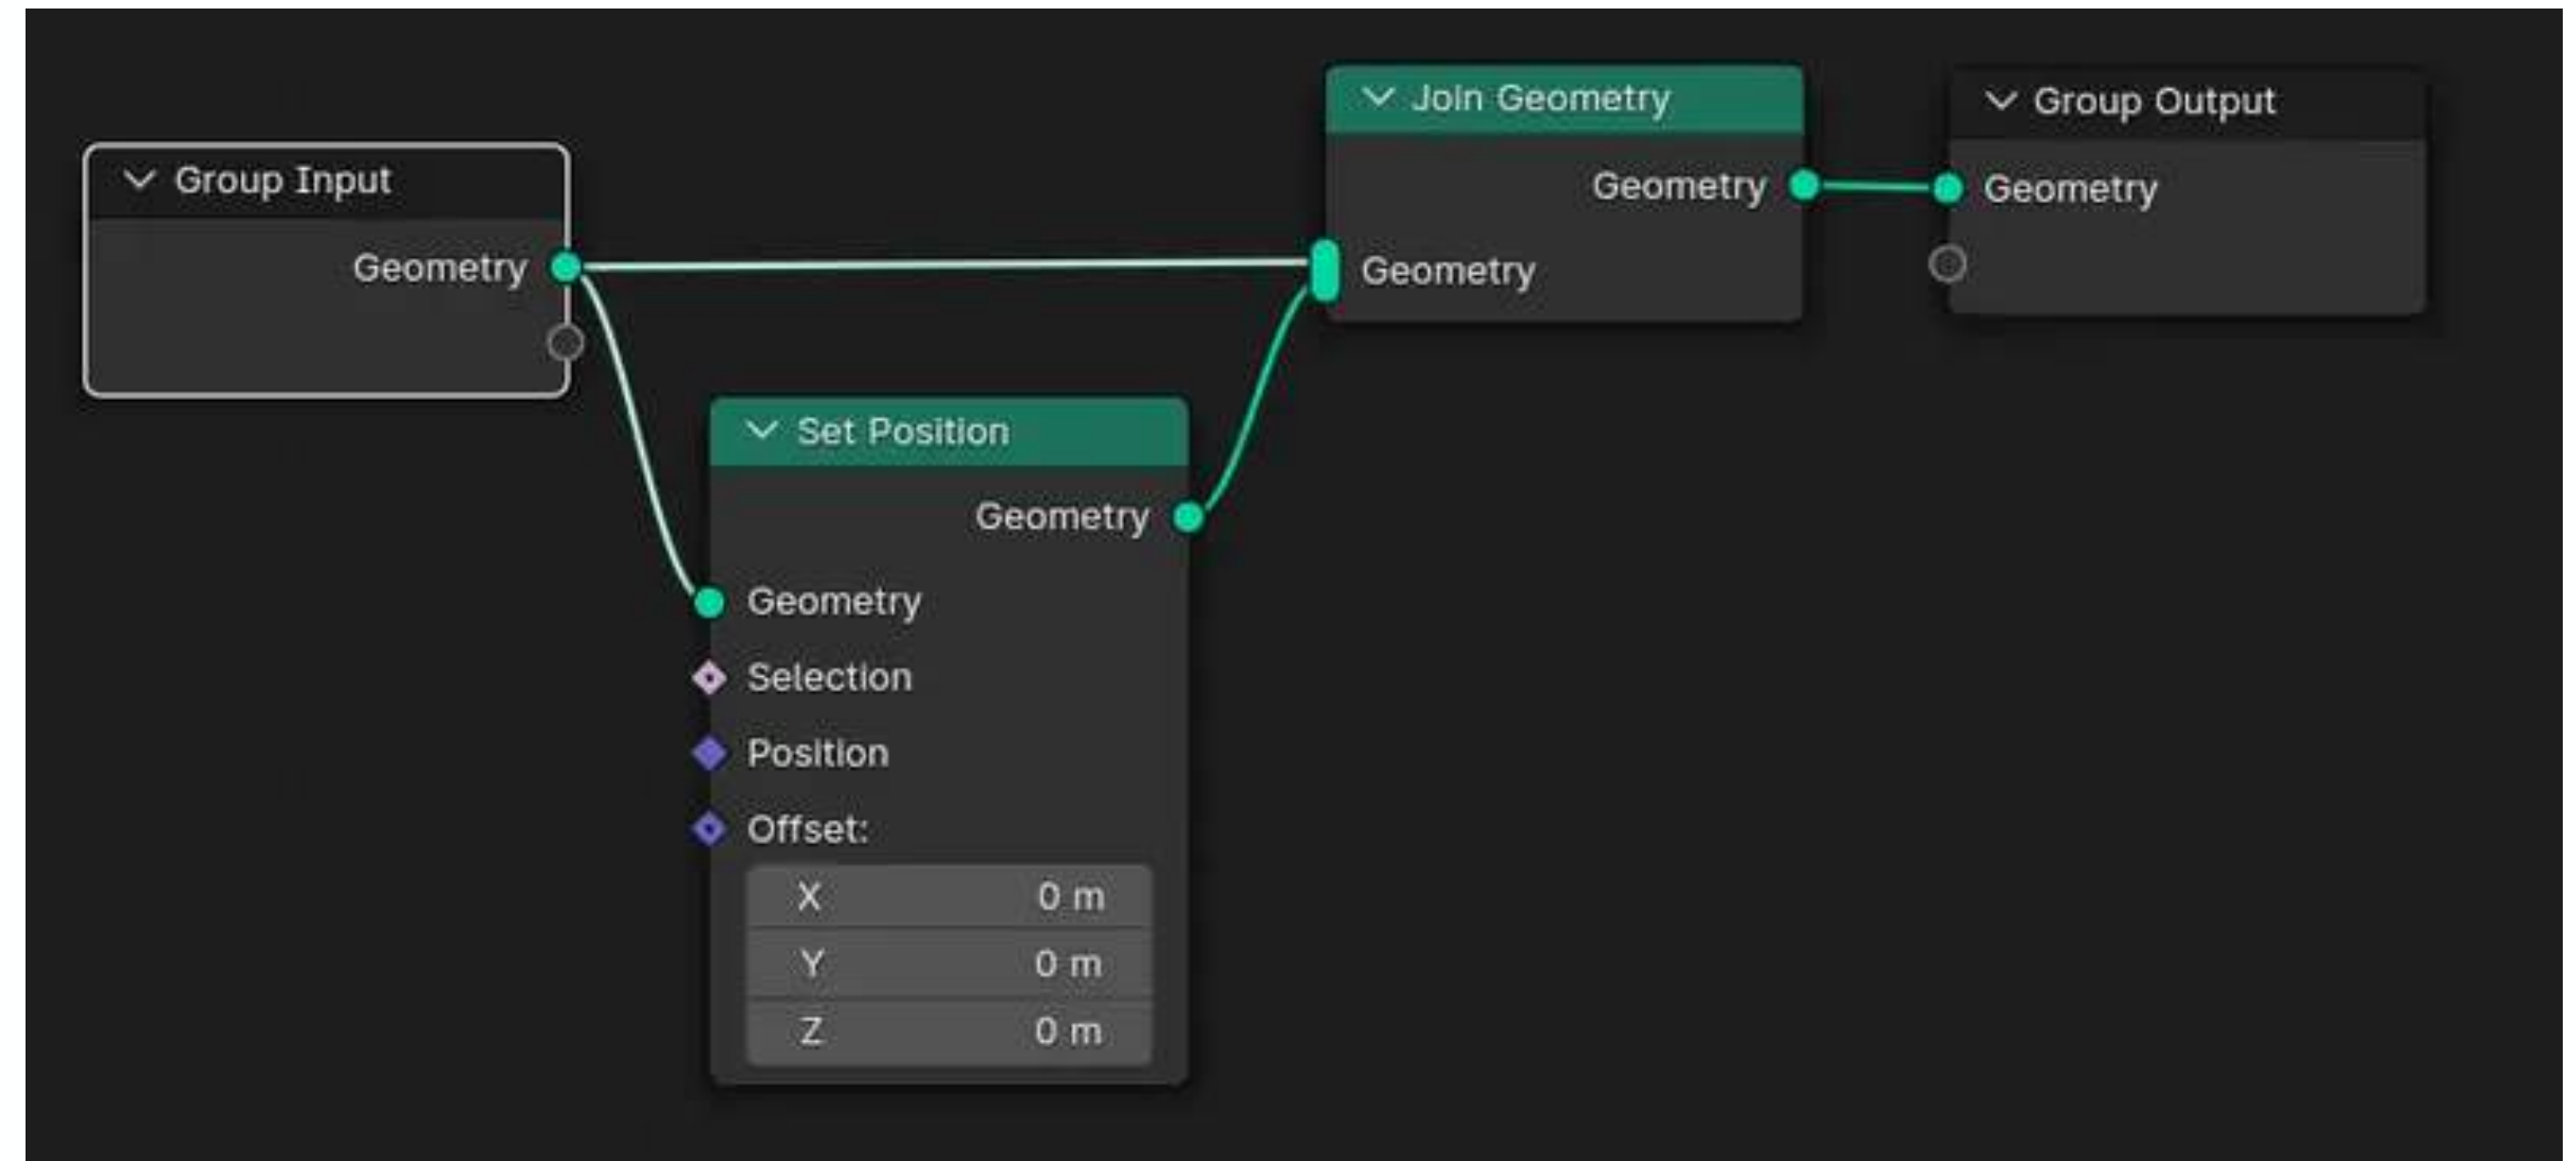 Group Input
Geometry
Set Position
Geometry
Geometry
Selection
Position
Offset:
X 0 m
Y 0 m
Z 0 m
Join Geometry
Geometry
Geometry
Group Output
Geometry